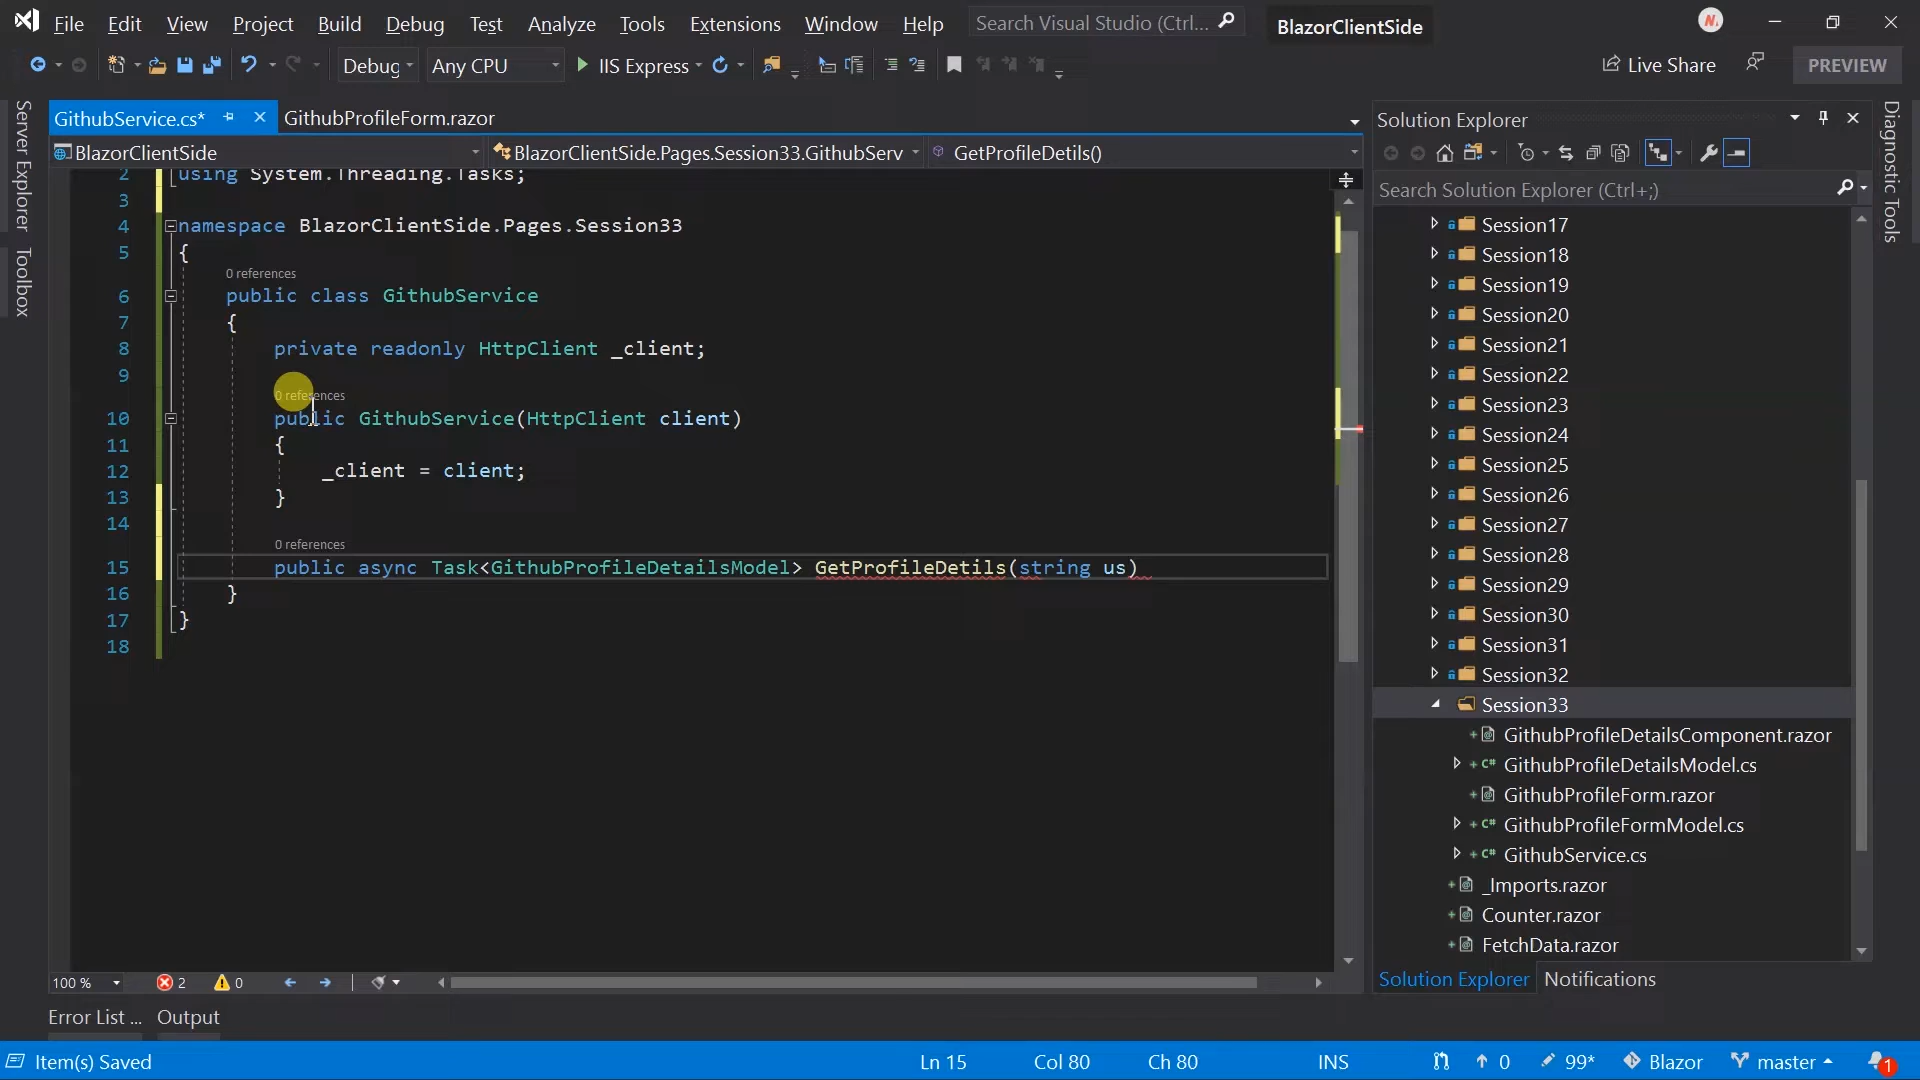 File Edit View Project Build Debug Test Analyze Tools Extensions Window Help Search Visual Studio (Ctrl... BlazorClientSide
Debug Any CPU IIS Express Live Share PREVIEW
Server Explorer
Toolbox
GithubService.cs* GithubProfileForm.razor
BlazorClientSide BlazorClientSide.Pages.Session33.GithubServ GetProfileDetils()
2 using System.Threading.Tasks;
3
4 namespace BlazorClientSide.Pages.Session33
5 {
0 references
6 public class GithubService
7 {
8 private readonly HttpClient _client;
9
0 references
10 public GithubService(HttpClient client)
11 {
12 _client = client;
13 }
14
0 references
15 public async Task<GithubProfileDetailsModel> GetProfileDetils(string us)
16 }
17 }
18
100 % 2 0
Error List ... Output
Solution Explorer
Search Solution Explorer (Ctrl+;)
Session17
Session18
Session19
Session20
Session21
Session22
Session23
Session24
Session25
Session26
Session27
Session28
Session29
Session30
Session31
Session32
Session33
GithubProfileDetailsComponent.razor
C# GithubProfileDetailsModel.cs
GithubProfileForm.razor
C# GithubProfileFormModel.cs
C# GithubService.cs
_Imports.razor
Counter.razor
FetchData.razor
Solution Explorer Notifications
Diagnostic Tools
Item(s) Saved Ln 15 Col 80 Ch 80 INS 0 99* Blazor master 1